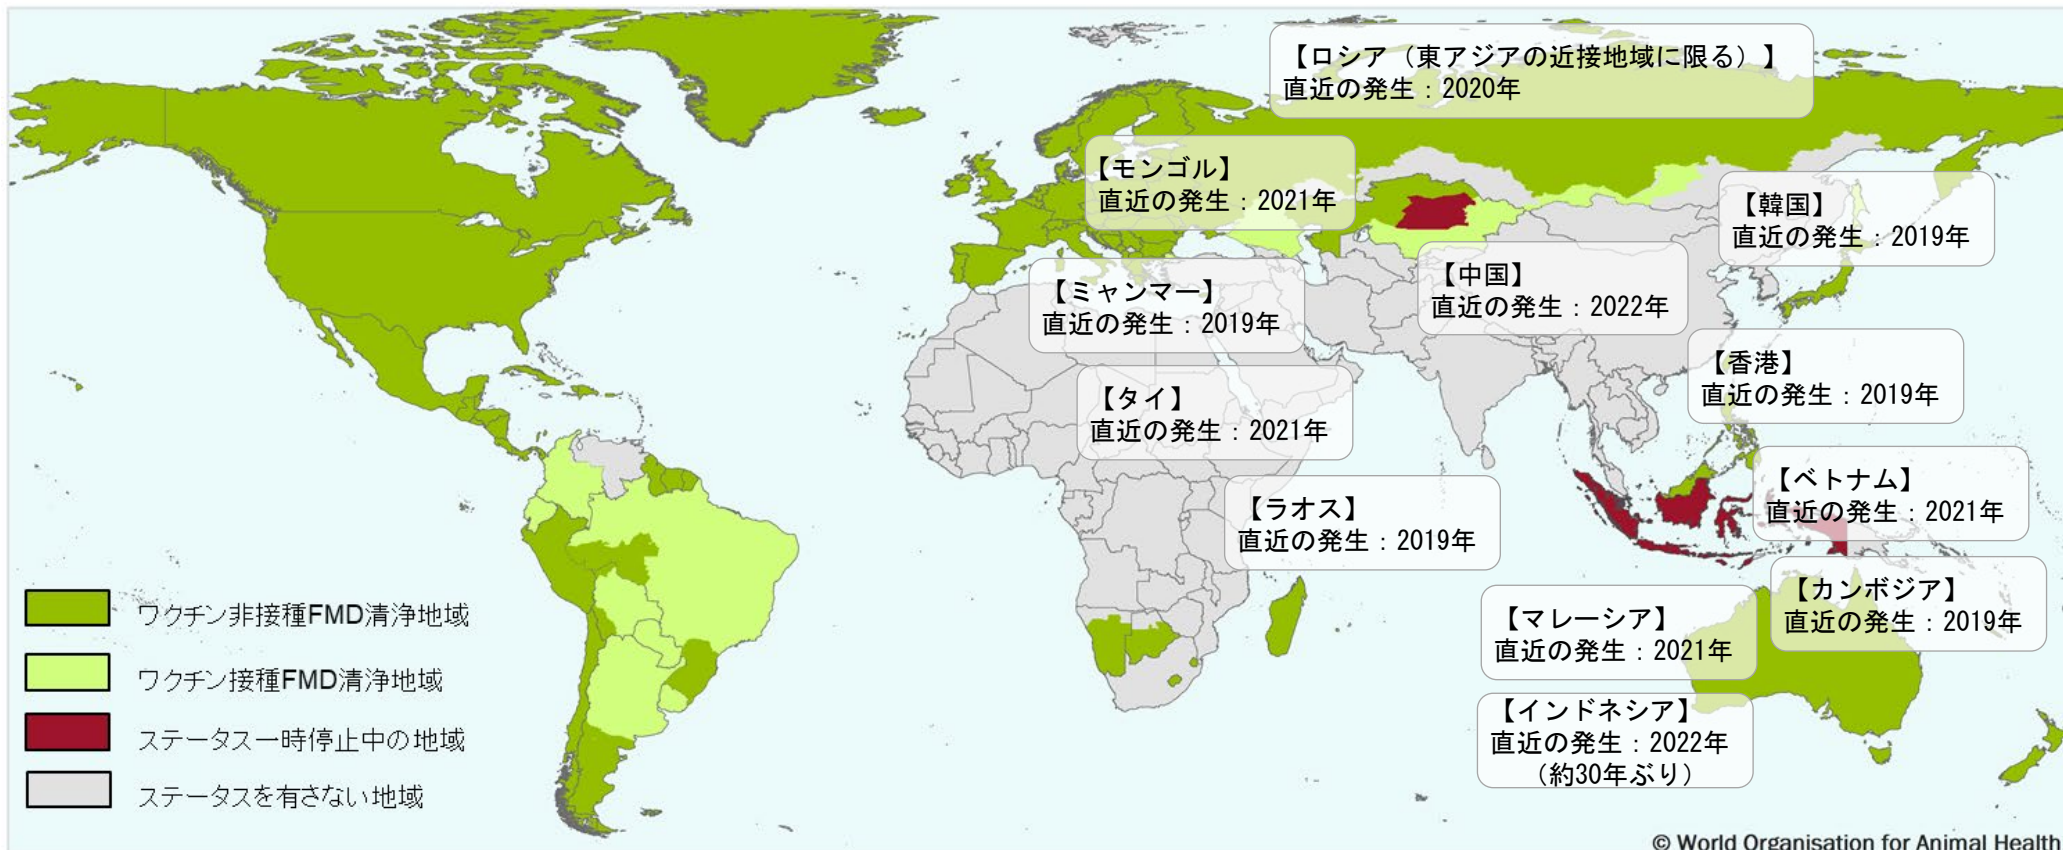 【ロシア（東アジアの近接地域に限る）】
直近の発生：2020年
【モンゴル】
直近の発生：2021年
【韓国】
直近の発生：2019年
【中国】
直近の発生：2022年
【ミャンマー】
直近の発生：2019年
【香港】
直近の発生：2019年
【タイ】
直近の発生：2021年
【ベトナム】
直近の発生：2021年
【ラオス】
直近の発生：2019年
【カンボジア】
直近の発生：2019年
【マレーシア】
直近の発生：2021年
【インドネシア】
直近の発生：2022年
（約30年ぶり）
ワクチン非接種FMD清浄地域
ワクチン接種FMD清浄地域
ステータス一時停止中の地域
ステータスを有さない地域
© World Organisation for Animal Health